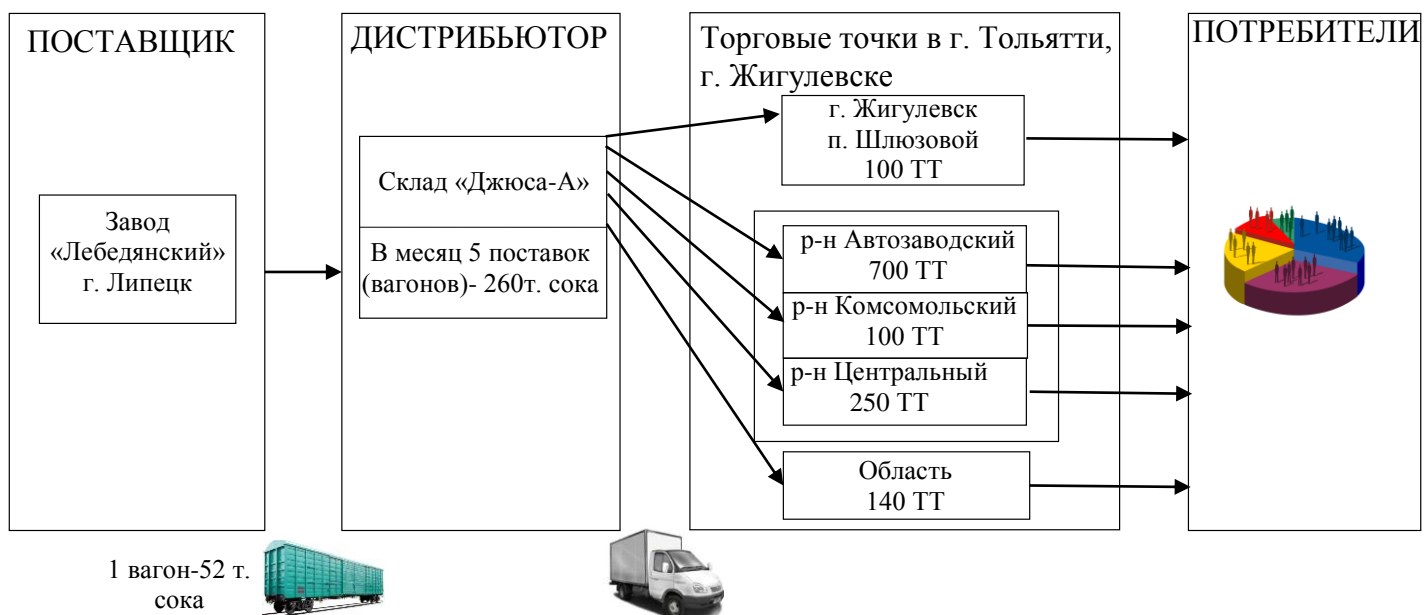 ПОСТАВЩИК
Завод
«Лебедянский»
г. Липецк
1 вагон-52 т.
сока
ДИСТРИБЬЮТОР
Склад «Джюса-А»
В месяц 5 поставок
(вагонов)- 260т. сока
Торговые точки в г. Тольятти,
г. Жигулевске
г. Жигулевск
п. Шлюзовой
100 ТТ
р-н Автозаводский
700 ТТ
р-н Комсомольский
100 ТТ
р-н Центральный
250 ТТ
Область
140 ТТ
ПОТРЕБИТЕЛИ